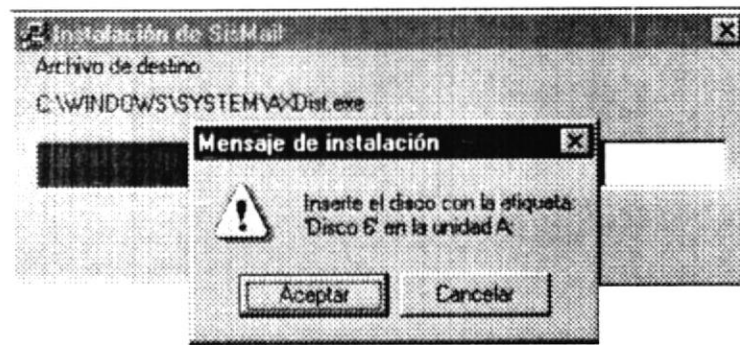 Instalación de SisMail
Archivo de destino
C:\WINDOWS\SYSTEM\AXDist.exe
Mensaje de instalación
Inserte el disco con la etiqueta:
'Disco 6' en la unidad A:
Aceptar
Cancelar